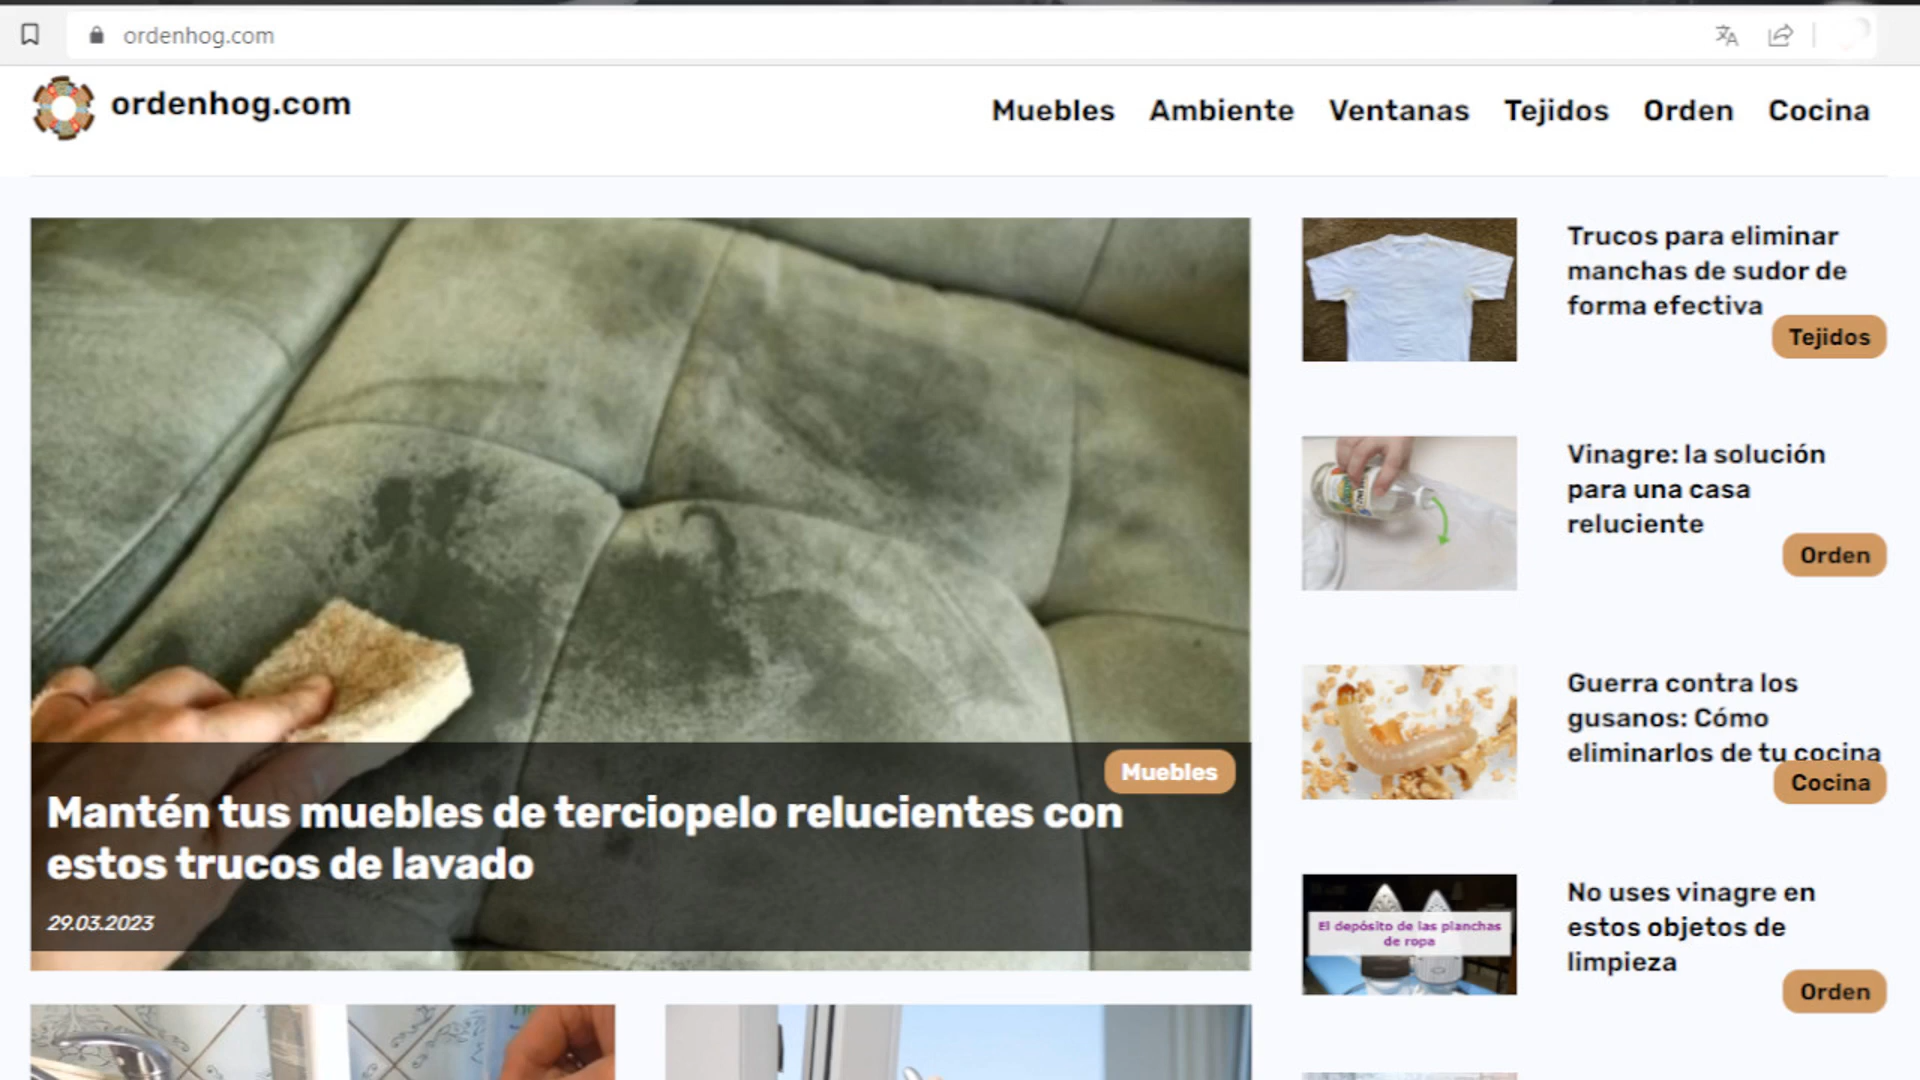 ordenhog.com
ordenhog.com
Muebles Ambiente Ventanas Tejidos Orden Cocina
Muebles
Mantén tus muebles de terciopelo relucientes con
estos trucos de lavado
29.03.2023
Trucos para eliminar
manchas de sudor de
forma efectiva
Tejidos
Vinagre: la solución
para una casa
reluciente
Orden
Guerra contra los
gusanos: Cómo
eliminarlos de tu cocina
Cocina
El depósito de las planchas
de ropa
No uses vinagre en
estos objetos de
limpieza
Orden